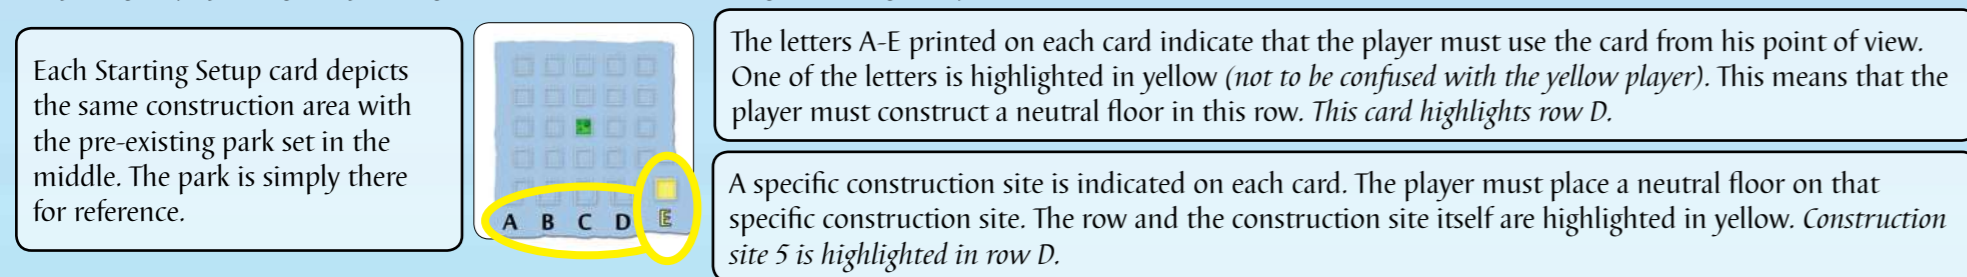 Each Starting Setup card depicts
the same construction area with
the pre-existing park set in the
middle. The park is simply there
for reference.
A B C D E
The letters A-E printed on each card indicate that the player must use the card from his point of view.
One of the letters is highlighted in yellow (not to be confused with the yellow player). This means that the
player must construct a neutral floor in this row. This card highlights row D.
A specific construction site is indicated on each card. The player must place a neutral floor on that
specific construction site. The row and the construction site itself are highlighted in yellow. Construction
site 5 is highlighted in row D.